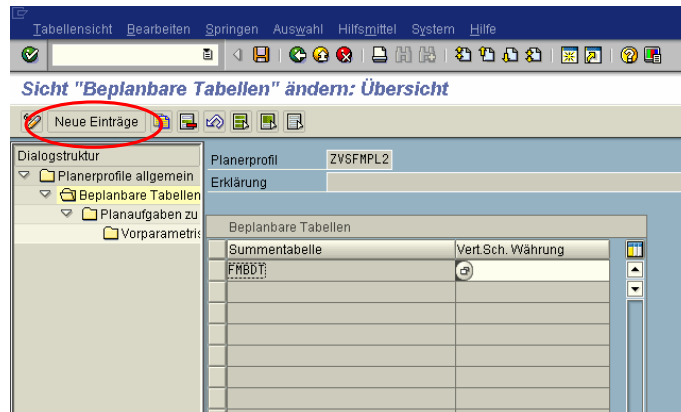 Tabellensicht Bearbeiten Springen Auswahl Hilfsmittel System Hilfe
Sicht "Beplanbare Tabellen" ändern: Übersicht
Neue Einträge
Dialogstruktur
Planerprofile allgemein
Beplanbare Tabellen
Planaufgaben zu
Vorparametris
Planerprofil ZVSFMPL2
Erklärung
Beplanbare Tabellen
Summentabelle Vert.Sch. Währung
FMBDT